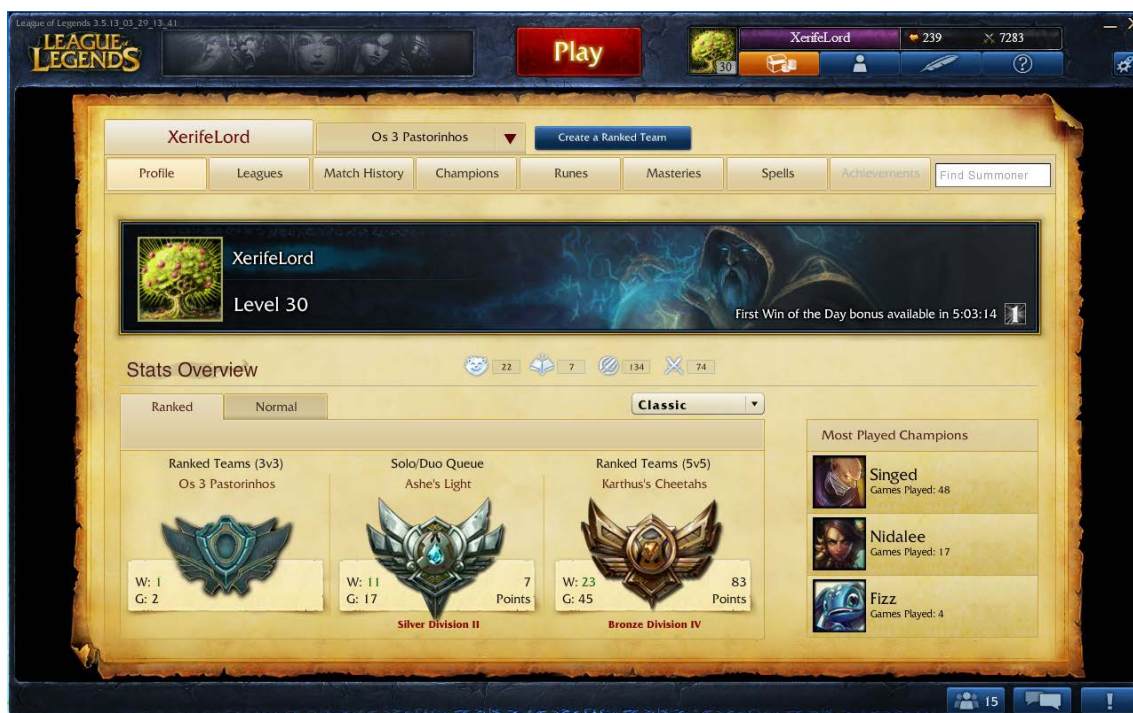 League of Legends 3.5.13_03_29_13_41
LEAGUE OF LEGENDS
Play
30
XerifeLord 239 7283
XerifeLord Os 3 Pastorinhos Create a Ranked Team
Profile Leagues Match History Champions Runes Masteries Spells Achievements Find Summoner
XerifeLord
Level 30
First Win of the Day bonus available in 5:03:14 1
Stats Overview 22 7 134 74
Ranked Normal Classic
Most Played Champions
Ranked Teams (3v3) Solo/Duo Queue Ranked Teams (5v5)
Os 3 Pastorinhos Ashe's Light Karthus's Cheetahs
Singed
Games Played: 48
Nidalee
Games Played: 17
Fizz
Games Played: 4
W: 1 W: 11 7 W: 23 83
G: 2 G: 17 Points G: 45 Points
Silver Division II Bronze Division IV
15